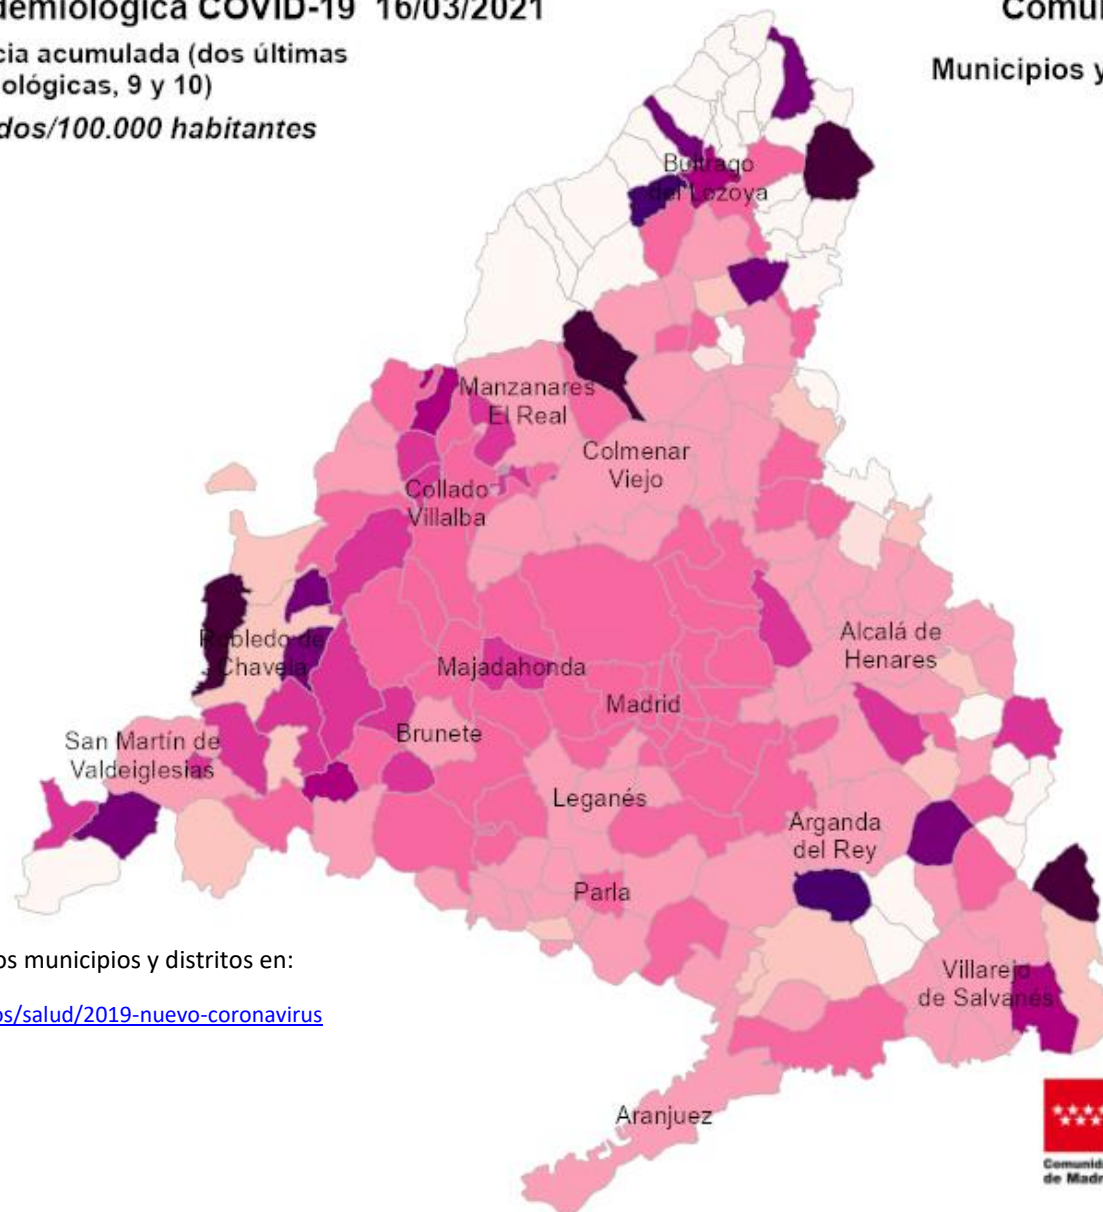 demiológica COVID-19 16/03/2021
cia acumulada (dos últimas
ológicas, 9 y 10)
dos/100.000 habitantes
Comu
Municipios y
Buitrago
del Lozoya
Manzanares
El Real
Colmenar
Viejo
Collado
Villalba
Robledo de
Chavela
Alcalá de
Henares
Majadahonda
Madrid
Brunete
San Martín de
Valdeiglesias
Leganés
Arganda
del Rey
Parla
os municipios y distritos en:
os/salud/2019-nuevo-coronavirus
Villarejo
de Salvanés
Aranjuez
Comunid
de Madr